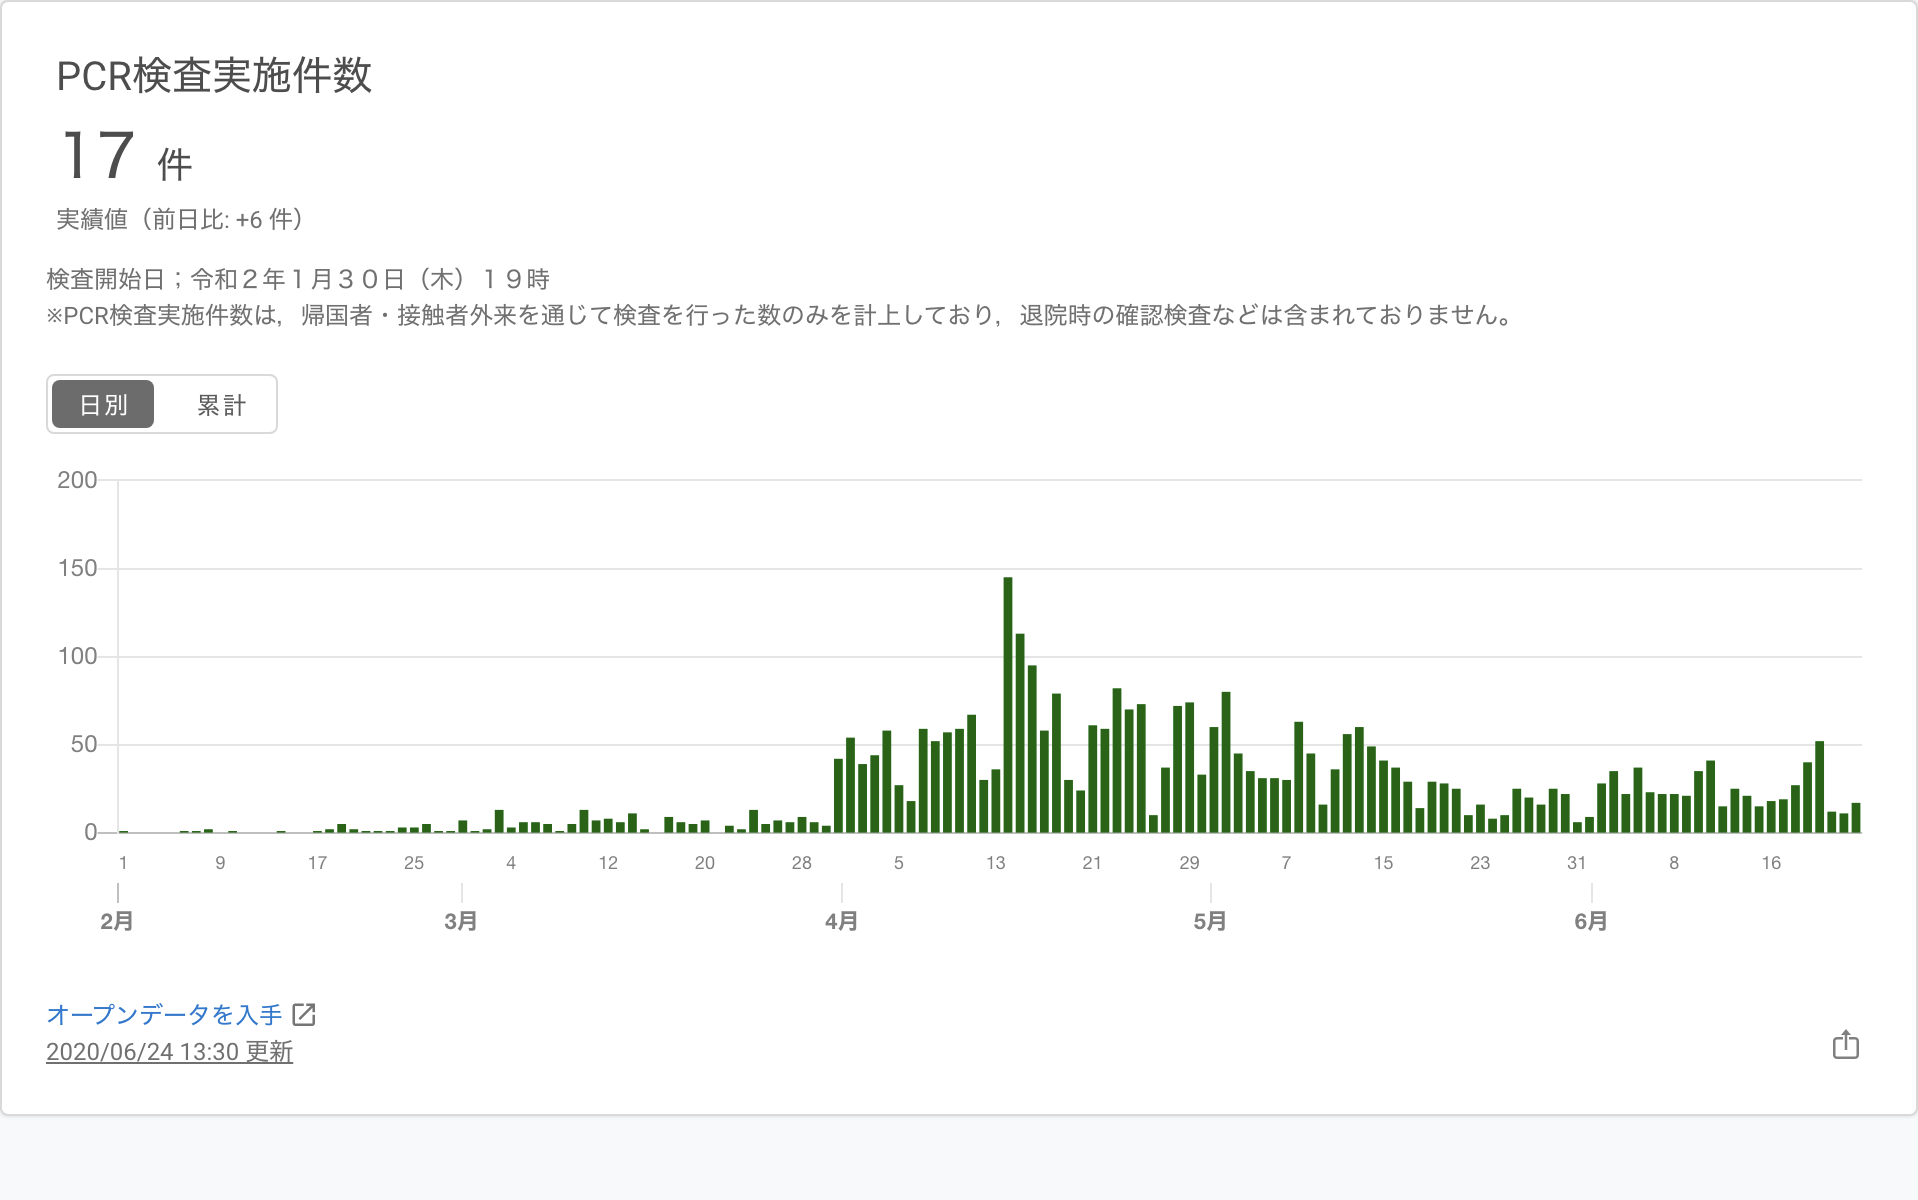 PCR検査実施件数
17 件
実績値（前日比: +6 件）
検査開始日；令和２年１月３０日（木）１９時
※PCR検査実施件数は，帰国者・接触者外来を通じて検査を行った数のみを計上しており，退院時の確認検査などは含まれておりません。
日別 累計
200
150
100
50
0
1 9 17 25 4 12 20 28 5 13 21 29 7 15 23 31 8 16
2月 3月 4月 5月 6月
オープンデータを入手
2020/06/24 13:30 更新